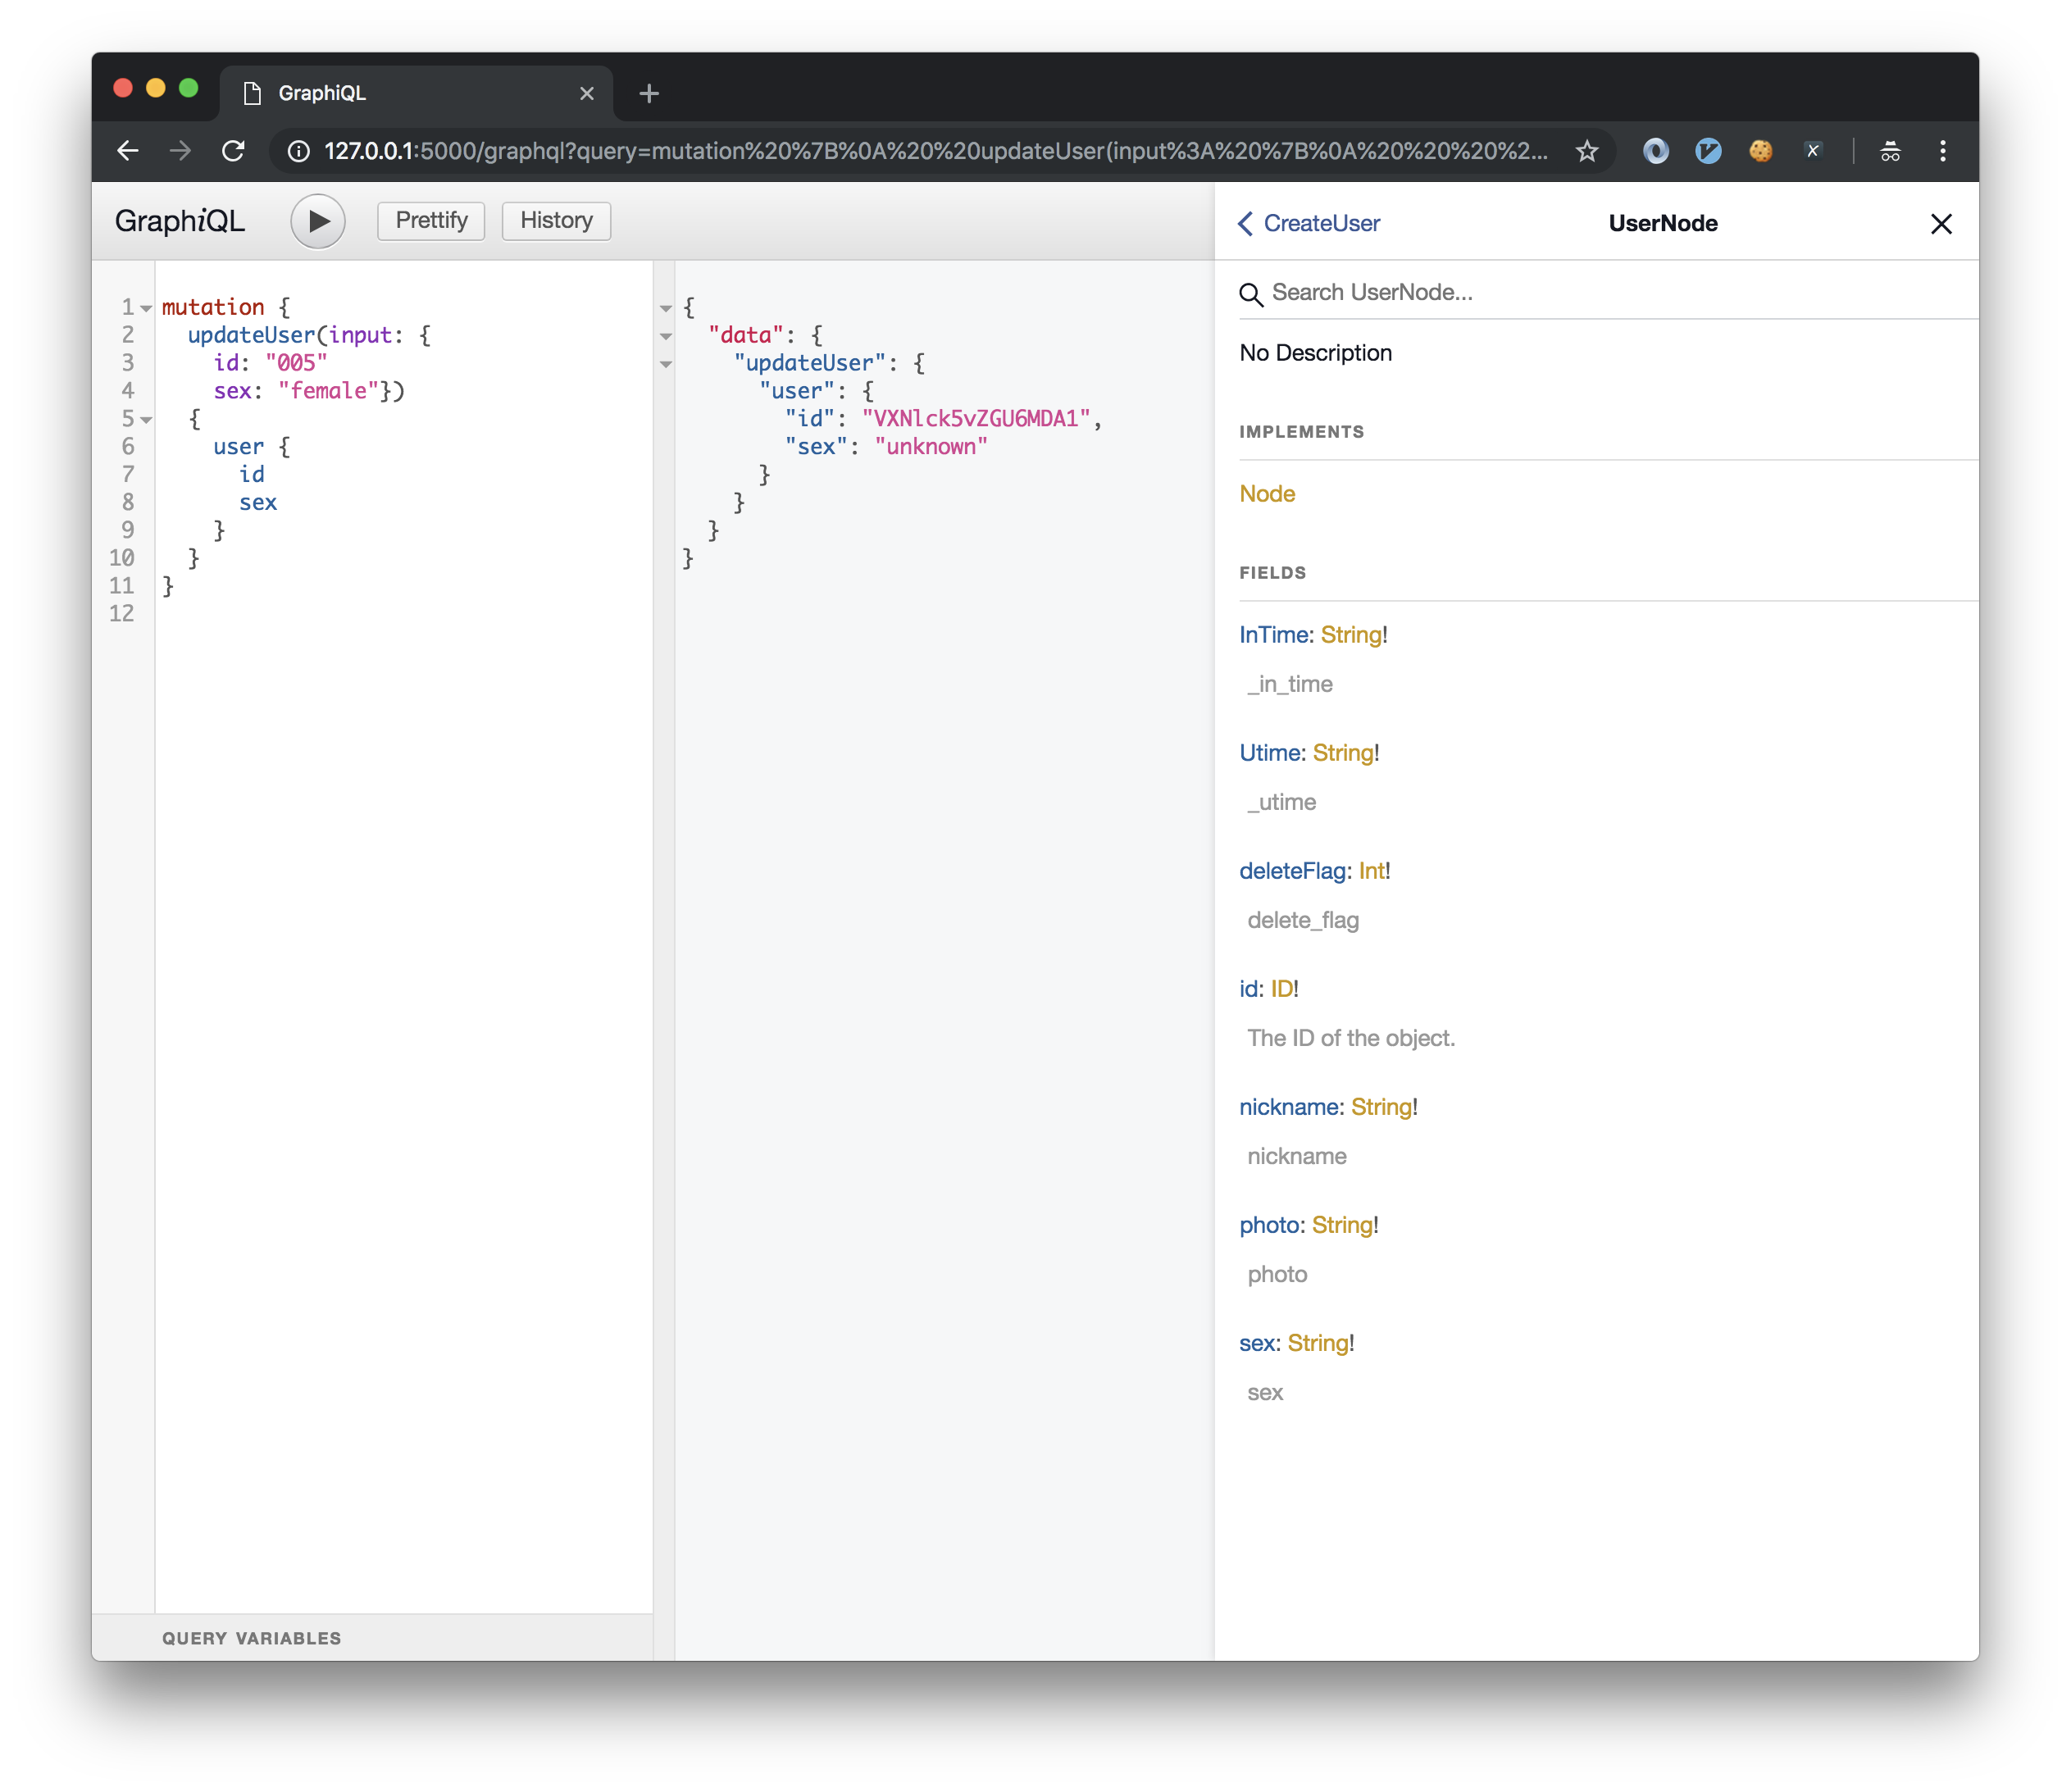 GraphiQL
127.0.0.1:5000/graphql?query=mutation%20%7B%0A%20%20updateUser(input%3A%20%7B%0A%20%20%20%2...
GraphiQL
Prettify
History
1 mutation {
2   updateUser(input: {
3     id: "005"
4     sex: "female"})
5   {
6     user {
7       id
8       sex
9     }
10   }
11 }
12
QUERY VARIABLES
{
  "data": {
    "updateUser": {
      "user": {
        "id": "VXNlck5vZGU6MDA1",
        "sex": "unknown"
      }
    }
  }
}
CreateUser
UserNode
Search UserNode...
No Description
IMPLEMENTS
Node
FIELDS
InTime: String!
_in_time
Utime: String!
_utime
deleteFlag: Int!
delete_flag
id: ID!
The ID of the object.
nickname: String!
nickname
photo: String!
photo
sex: String!
sex